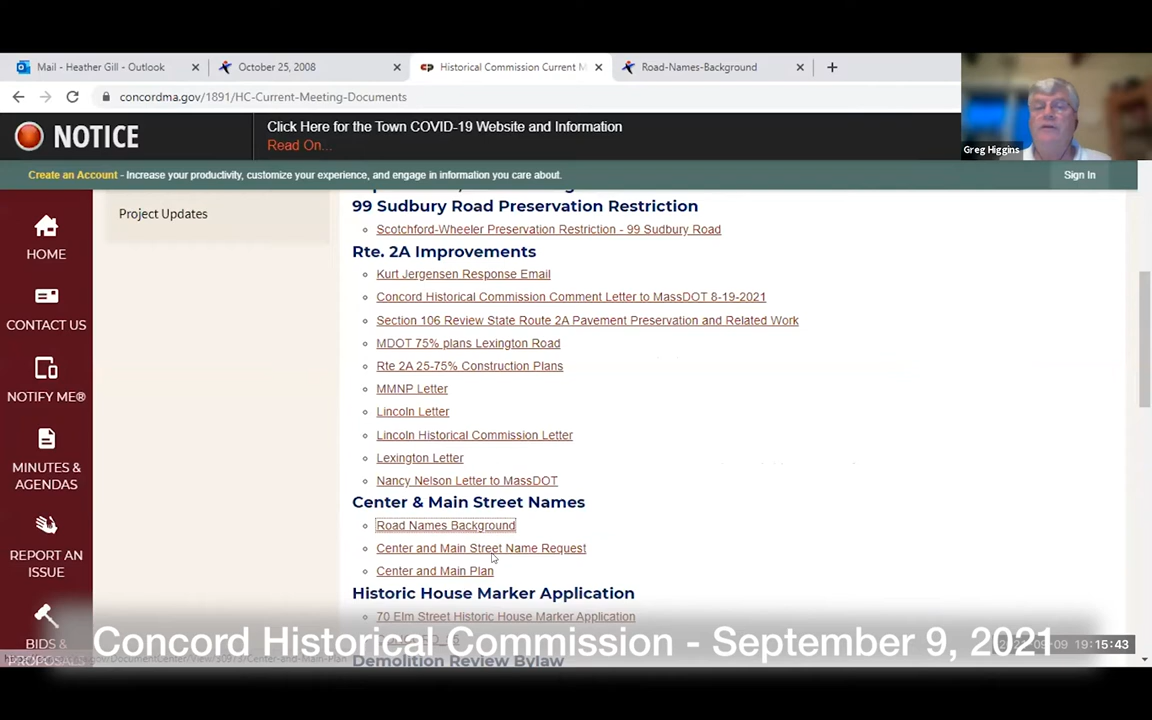 Mail - Heather Gill - Outlook
October 25, 2008
Historical Commission Current M
Road-Names-Background
concordma.gov/1891/HC-Current-Meeting-Documents
NOTICE
Click Here for the Town COVID-19 Website and Information
Read On...
Greg Higgins
Create an Account - Increase your productivity, customize your experience, and engage in information you care about.
Sign In
HOME
CONTACT US
NOTIFY ME®
MINUTES &
AGENDAS
REPORT AN
ISSUE
BIDS &
Project Updates
99 Sudbury Road Preservation Restriction
Scotchford-Wheeler Preservation Restriction - 99 Sudbury Road
Rte. 2A Improvements
Kurt Jergensen Response Email
Concord Historical Commission Comment Letter to MassDOT 8-19-2021
Section 106 Review State Route 2A Pavement Preservation and Related Work
MDOT 75% plans Lexington Road
Rte 2A 25-75% Construction Plans
MMNP Letter
Lincoln Letter
Lincoln Historical Commission Letter
Lexington Letter
Nancy Nelson Letter to MassDOT
Center & Main Street Names
Road Names Background
Center and Main Street Name Request
Center and Main Plan
Historic House Marker Application
70 Elm Street Historic House Marker Application
Demolition Review Bylaw
Concord Historical Commission - September 9, 2021
19:15:43